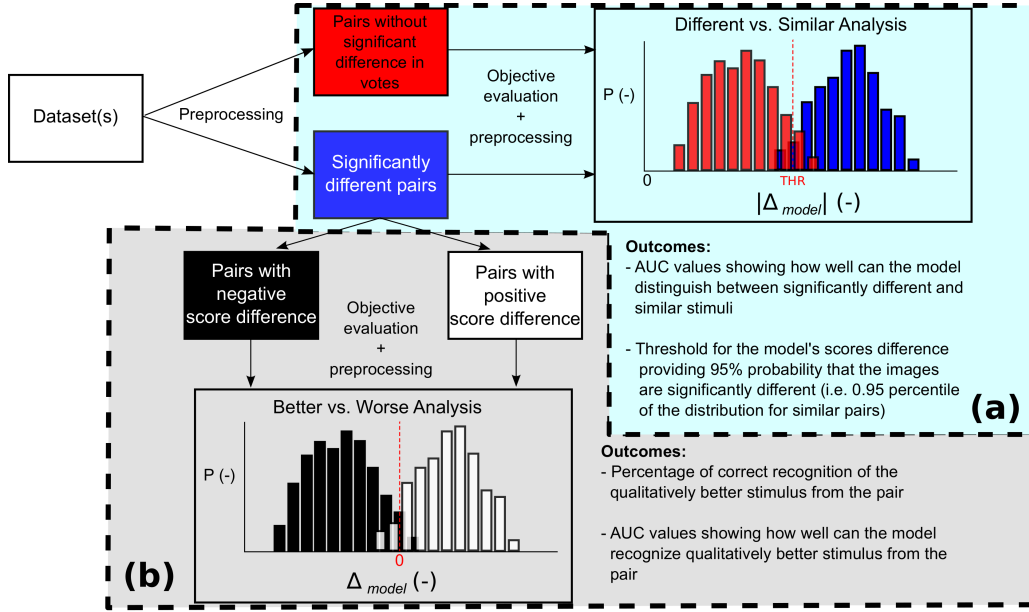 Dataset(s)
Preprocessing
Pairs without
significant
difference in
votes
Significantly
different pairs
Objective
evaluation
+
preprocessing
Different vs. Similar Analysis
P (-)
0
THR
|Δ model| (-)
Outcomes:
- AUC values showing how well can the model
distinguish between significantly different and
similar stimuli
- Threshold for the model's scores difference
providing 95% probability that the images
are significantly different (i.e. 0.95 percentile
of the distribution for similar pairs)
(a)
Pairs with
negative
score difference
Objective
evaluation
+
preprocessing
Pairs with
positive
score difference
Better vs. Worse Analysis
P (-)
0
Δ model (-)
(b)
Outcomes:
- Percentage of correct recognition of the
qualitatively better stimulus from the pair
- AUC values showing how well can the model
recognize qualitatively better stimulus from the
pair